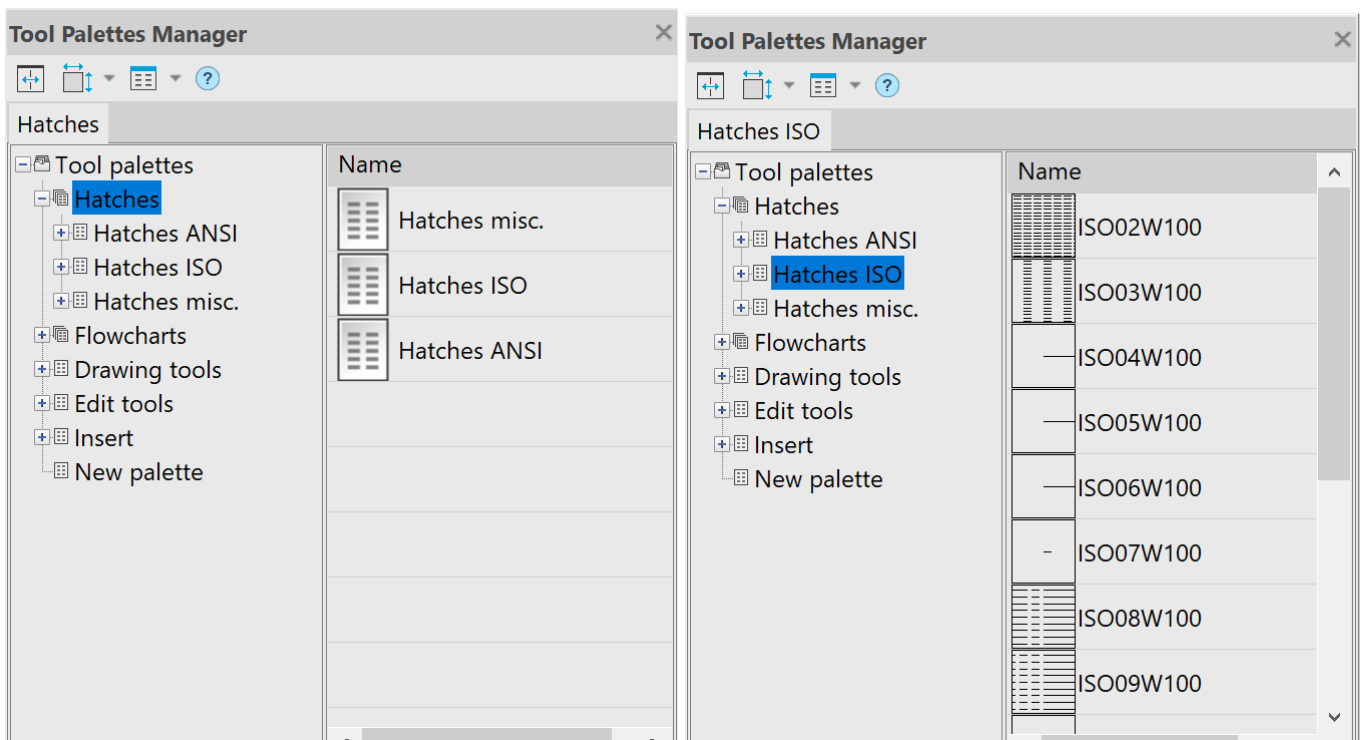 Tool Palettes Manager
?
Hatches
Tool palettes
Hatches
Hatches ANSI
Hatches ISO
Hatches misc.
Flowcharts
Drawing tools
Edit tools
Insert
New palette
Name
Hatches misc.
Hatches ISO
Hatches ANSI
Tool Palettes Manager
?
Hatches ISO
Tool palettes
Hatches
Hatches ANSI
Hatches ISO
Hatches misc.
Flowcharts
Drawing tools
Edit tools
Insert
New palette
Name
ISO02W100
ISO03W100
ISO04W100
ISO05W100
ISO06W100
ISO07W100
ISO08W100
ISO09W100